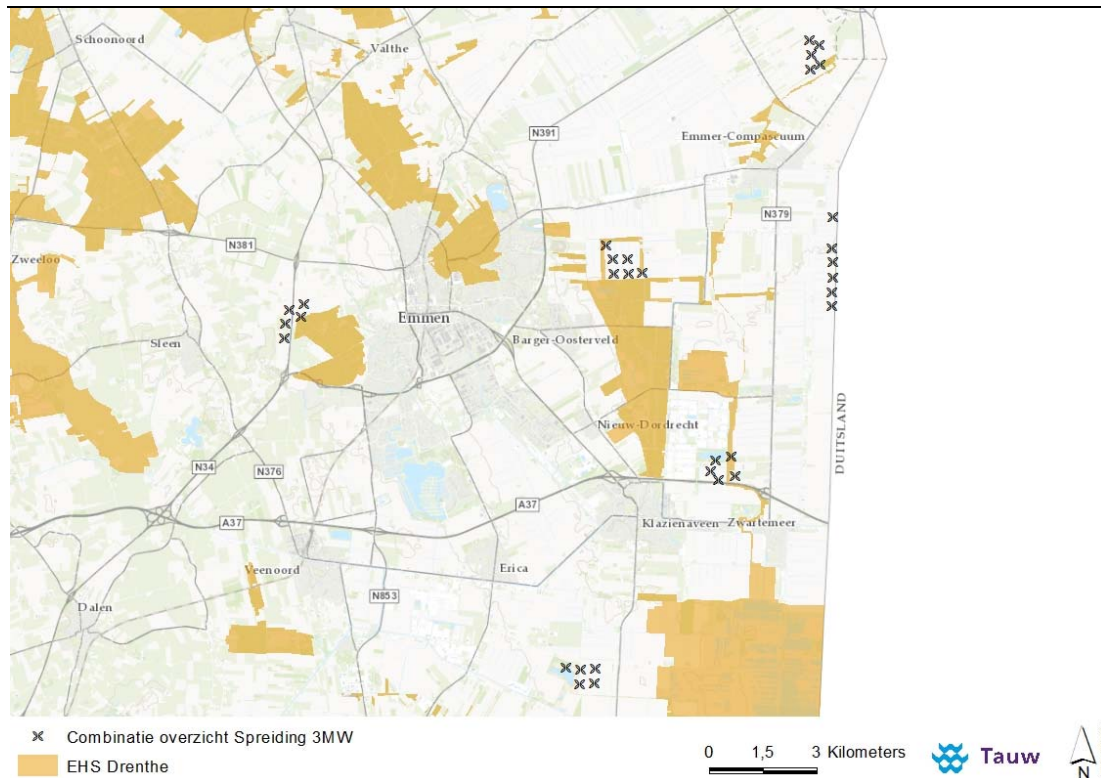 Schoonoord
Valthe
N391
Emmer-Compascuum
N379
N381
Zweeloo
Emmen
Sleen
Barger-Oosterveld
DUITSLAND
Nieuw-Dordrecht
N34
N376
A37
A37
Klazienaveen Zwartemeer
Veenoord
Erica
N853
Dalen
Combinatie overzicht Spreiding 3MW
EHS Drenthe
0 1,5 3 Kilometers
Tauw
N